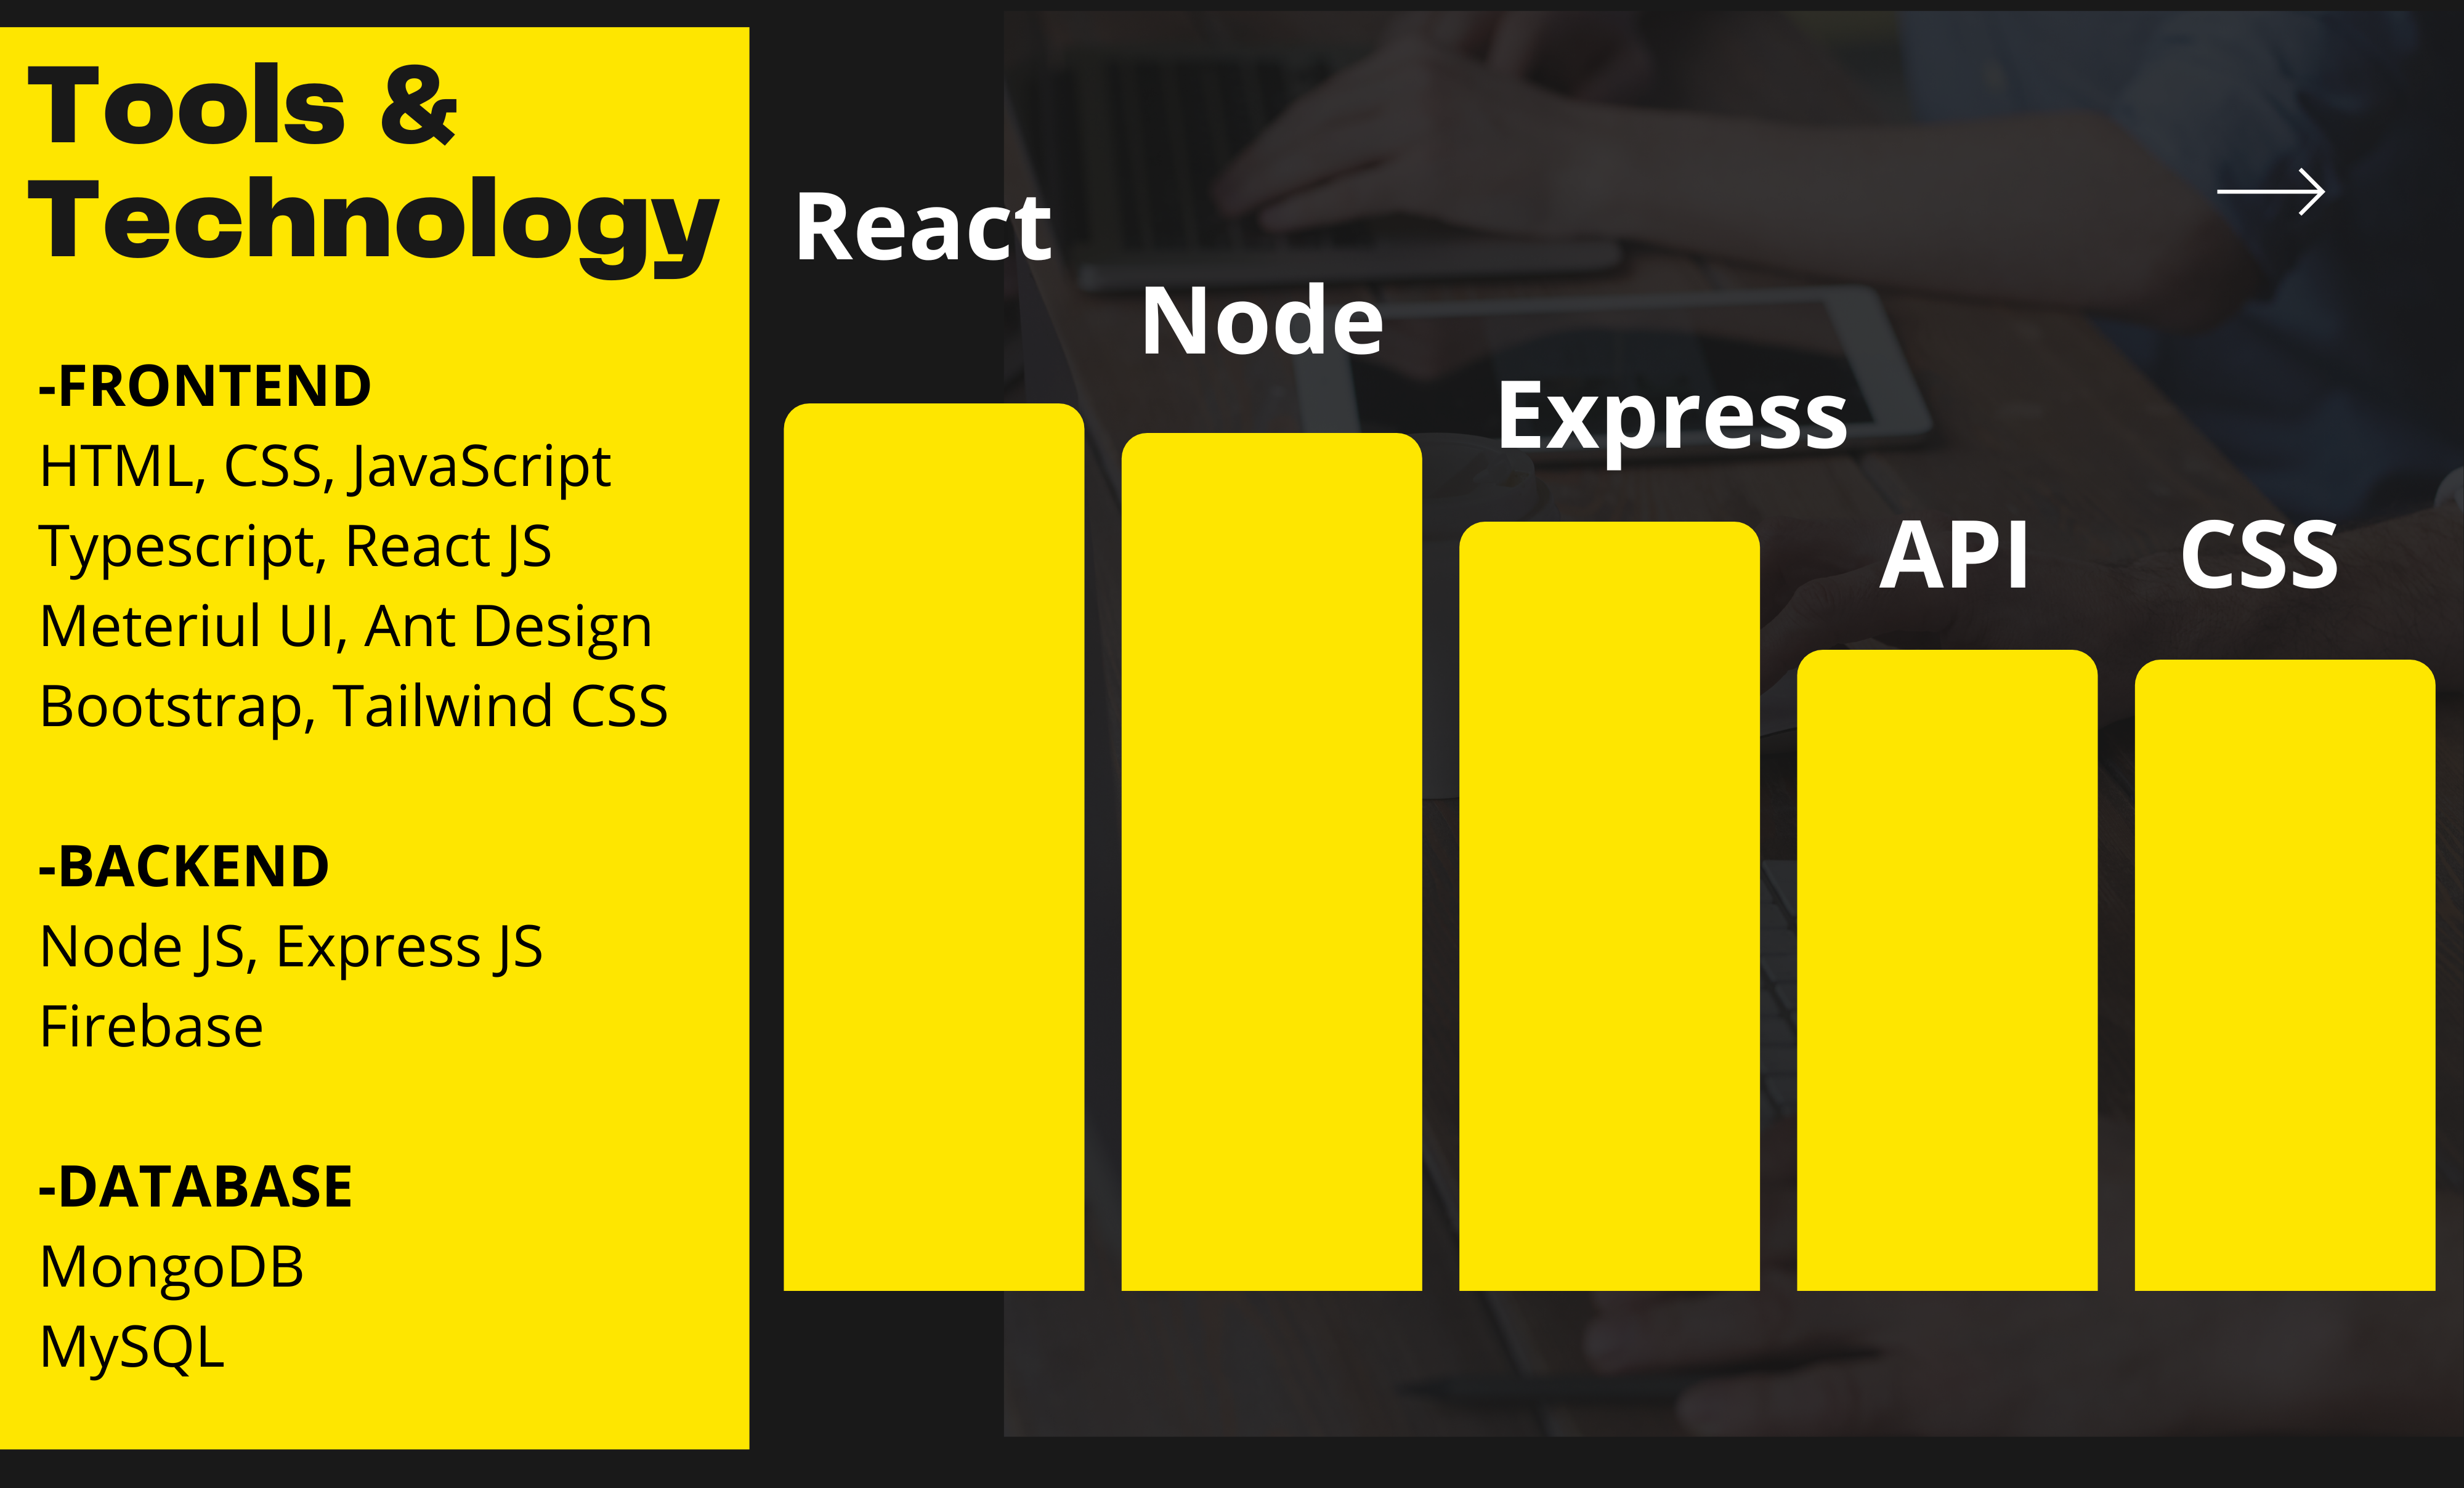 Tools &
Technology
-FRONTEND
HTML, CSS, JavaScript
Typescript, React JS
Meteriul UI, Ant Design
Bootstrap, Tailwind CSS
-BACKEND
Node JS, Express JS
Firebase
-DATABASE
MongoDB
MySQL
React
Node
Express
API
CSS